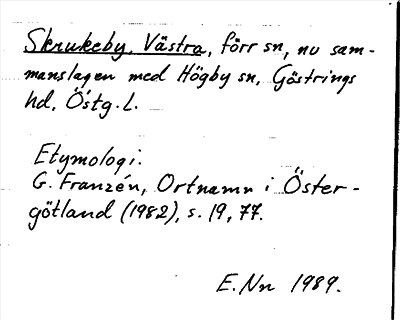 Skrukeby, Västra, förr sn, nu sam-
manslagen med Högby sn, Göstrings
hd, Östg. l.
Etymologi:
G. Franzén, Ortnamn i Öster-
götland (1982), s. 19, 77.
E. Nn 1989.